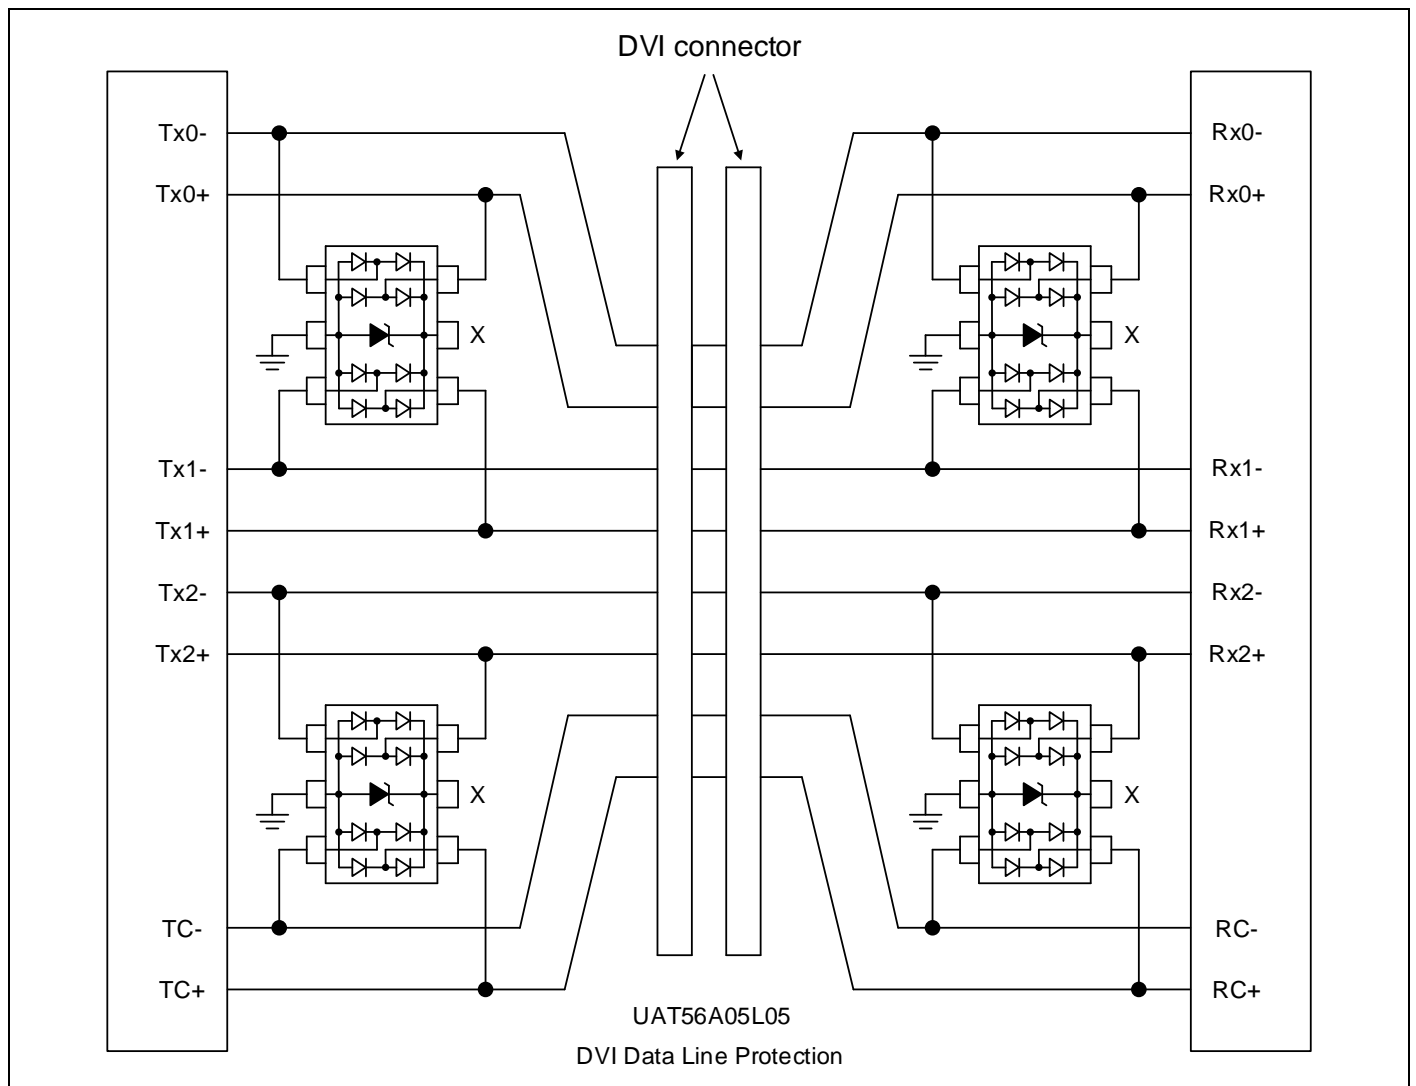 DVI connector
Tx0-
Rx0-
Tx0+
Rx0+
X
X
Tx1-
Rx1-
Tx1+
Rx1+
Tx2-
Rx2-
Tx2+
Rx2+
X
X
TC-
RC-
TC+
RC+
UAT56A05L05
DVI Data Line Protection